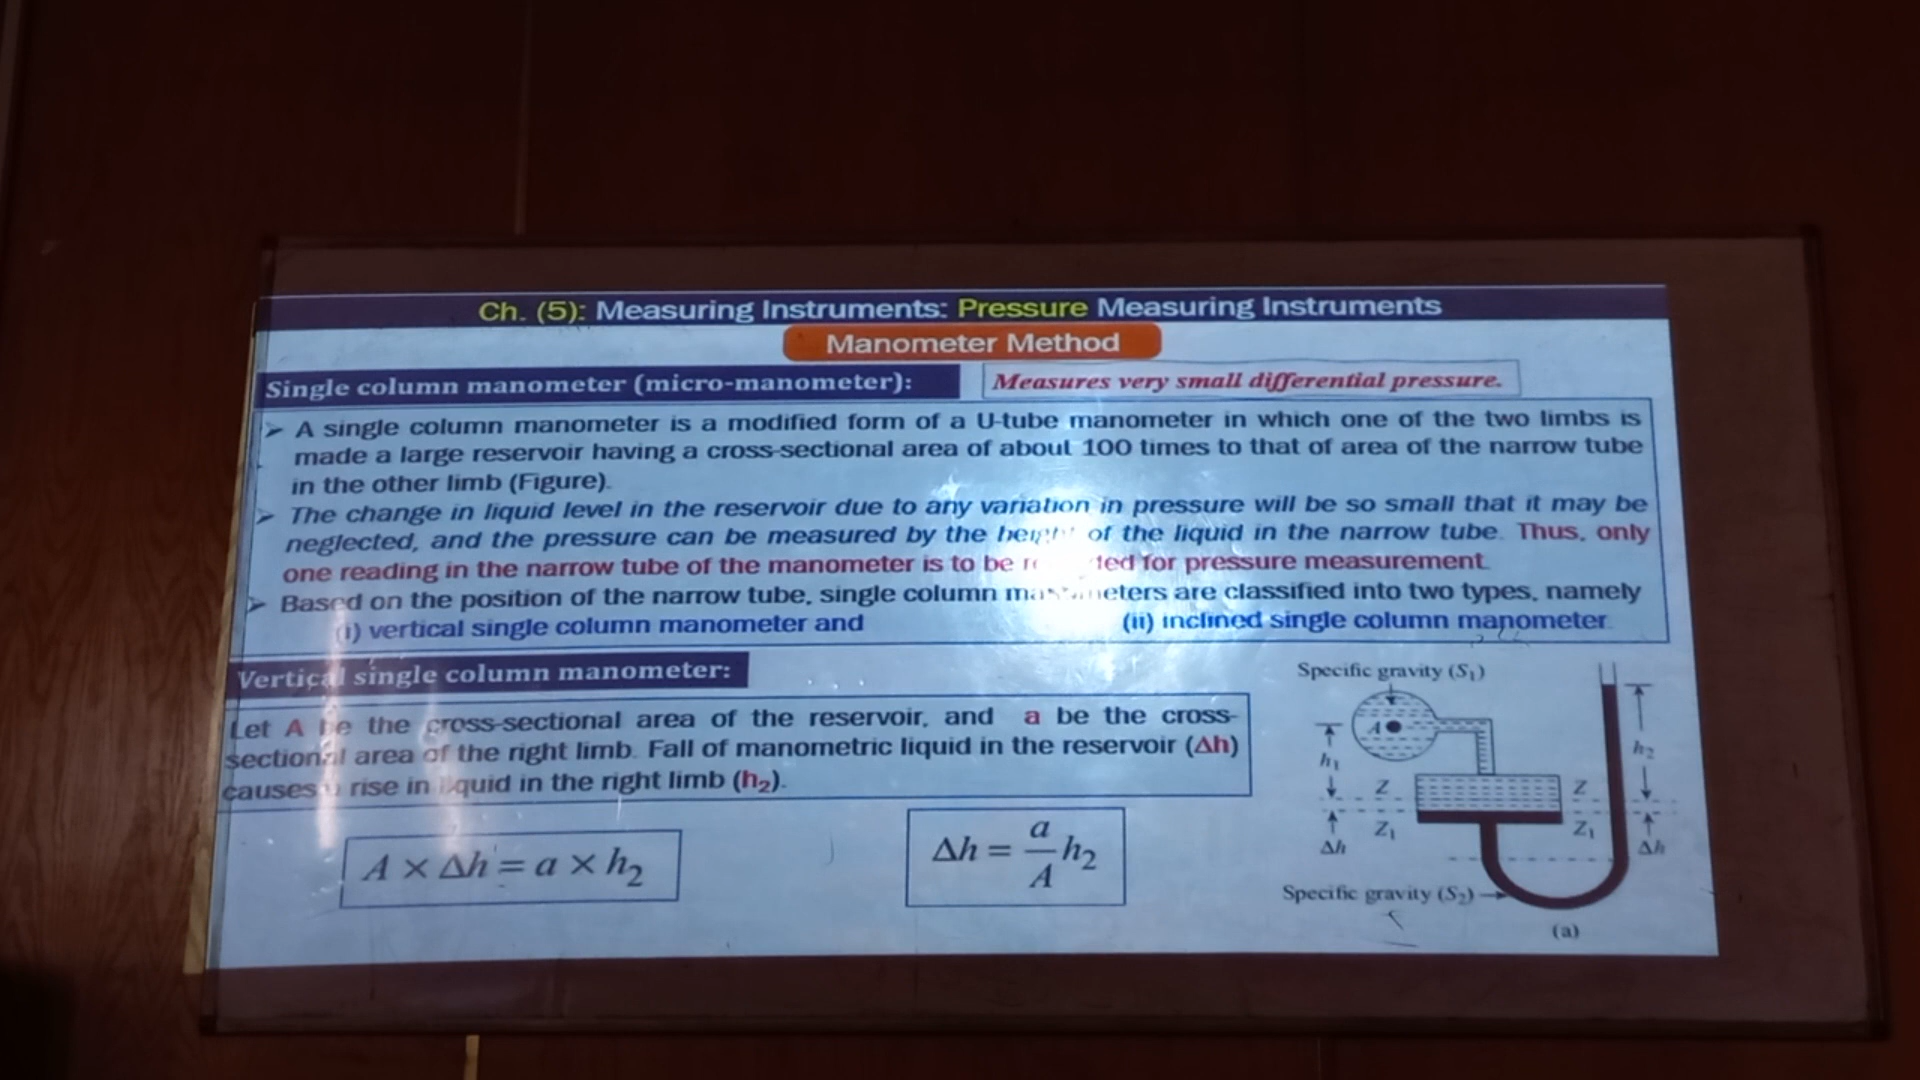 Ch. (5): Measuring Instruments: Pressure Measuring Instruments
Manometer Method
Single column manometer (micro-manometer):
Measures very small differential pressure.
➢ A single column manometer is a modified form of a U-tube manometer in which one of the two limbs is
made a large reservoir having a cross-sectional area of about 100 times to that of area of the narrow tube
in the other limb (Figure).
➢ The change in liquid level in the reservoir due to any variation in pressure will be so small that it may be
neglected, and the pressure can be measured by the height of the liquid in the narrow tube. Thus, only
one reading in the narrow tube of the manometer is to be for pressure measurement.
➢ Based on the position of the narrow tube, single column manometers are classified into two types, namely
(i) vertical single column manometer and (ii) inclined single column manometer.
Vertical single column manometer:
Let A be the cross-sectional area of the reservoir, and a be the cross-
sectional area of the right limb. Fall of manometric liquid in the reservoir (Δh)
causes rise in liquid in the right limb (h₂).
A × Δh = a × h₂
Δh = a/A h₂
Specific gravity (S₁)
A
h₁
h₂
Z Z
Z₁ Z₁
Δh Δh
Specific gravity (S₂)
(a)